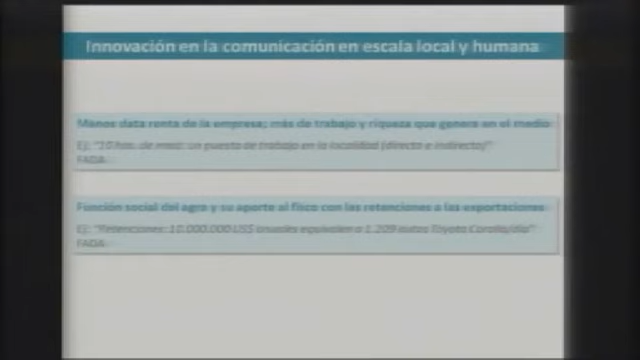 Innovación en la comunicación en escala local y humana
Menos data renta de la empresa; más de trabajo y riqueza que genera en el medio
Ej: "10 has. de maíz: un puesto de trabajo en la localidad (directo e indirecto)"
FADA.
Función social del agro y su aporte al fisco con las retenciones a las exportaciones
Ej: "Retenciones: 10.000.000 US$ anuales equivalen a 1.209 autos Toyota Corolla/día"
FADA.